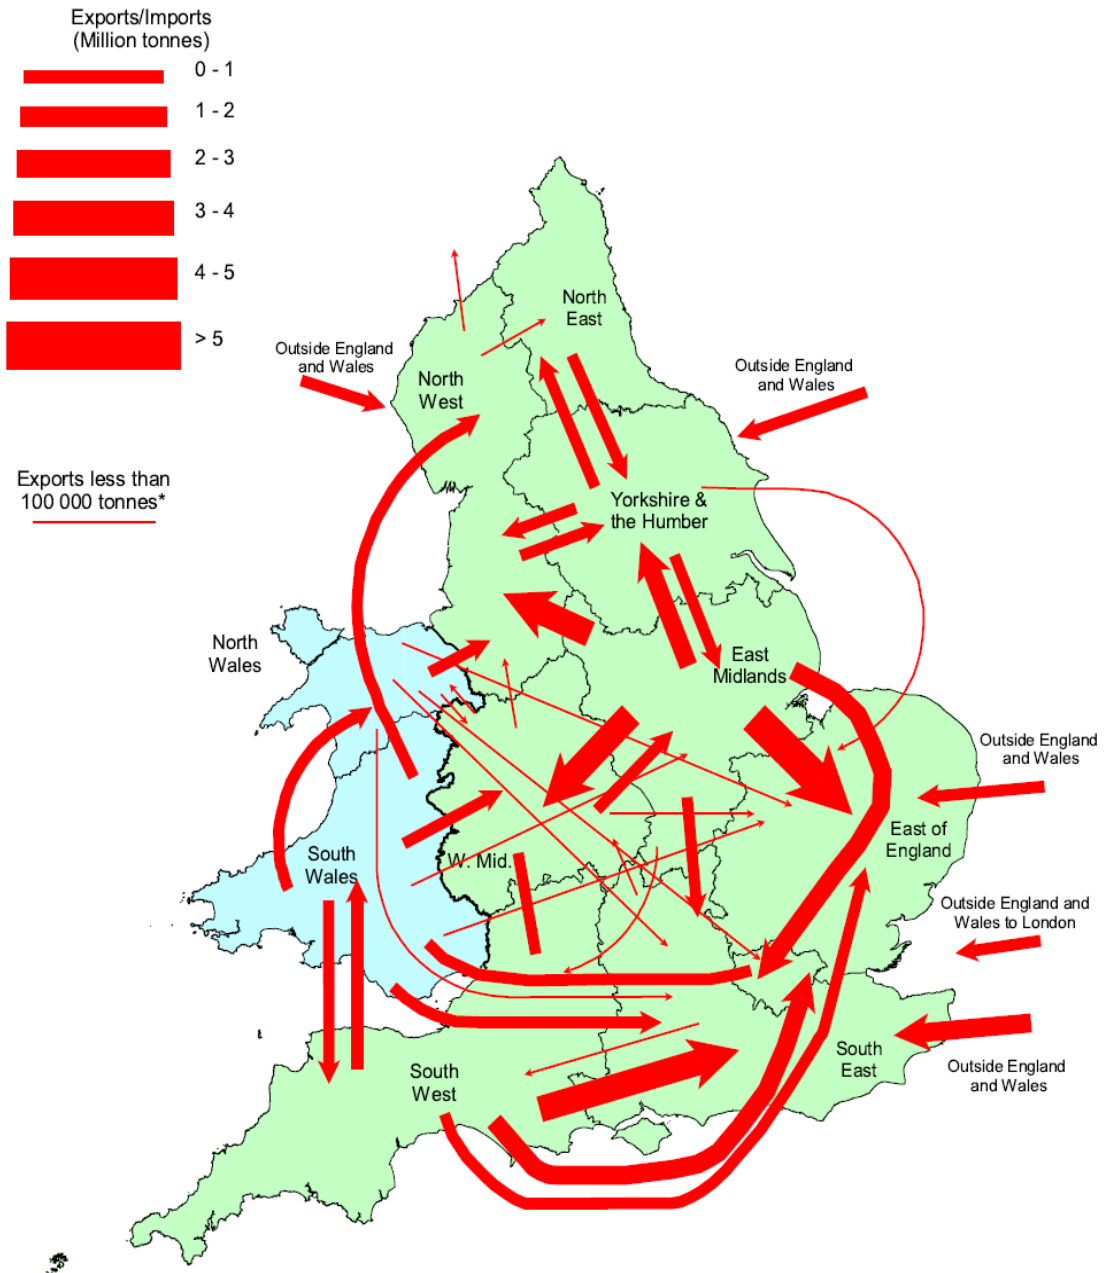 Exports/Imports
(Million tonnes)
0 - 1
1 - 2
2 - 3
3 - 4
4 - 5
> 5
Exports less than
100 000 tonnes*
North
East
Outside England
and Wales
North
West
Outside England
and Wales
Yorkshire &
the Humber
North
Wales
East
Midlands
Outside England
and Wales
East of
England
South
Wales
W. Mid.
Outside England and
Wales to London
South
West
South
East
Outside England
and Wales